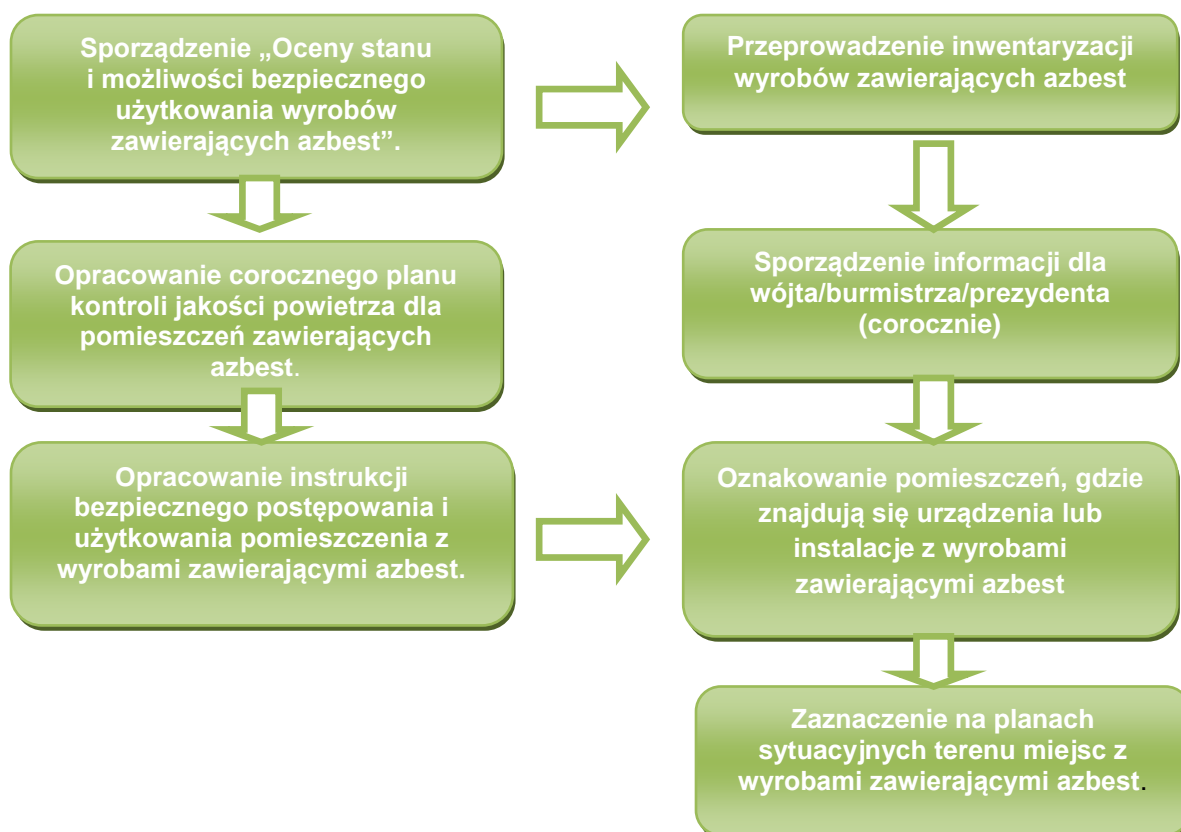 Sporządzenie „Oceny stanu
i możliwości bezpiecznego
użytkowania wyrobów
zawierających azbest”.
Przeprowadzenie inwentaryzacji
wyrobów zawierających azbest
Opracowanie corocznego planu
kontroli jakości powietrza dla
pomieszczeń zawierających
azbest.
Sporządzenie informacji dla
wójta/burmistrza/prezydenta
(corocznie)
Opracowanie instrukcji
bezpiecznego postępowania i
użytkowania pomieszczenia z
wyrobami zawierającymi azbest.
Oznakowanie pomieszczeń, gdzie
znajdują się urządzenia lub
instalacje z wyrobami
zawierającymi azbest
Zaznaczenie na planach
sytuacyjnych terenu miejsc z
wyrobami zawierającymi azbest.